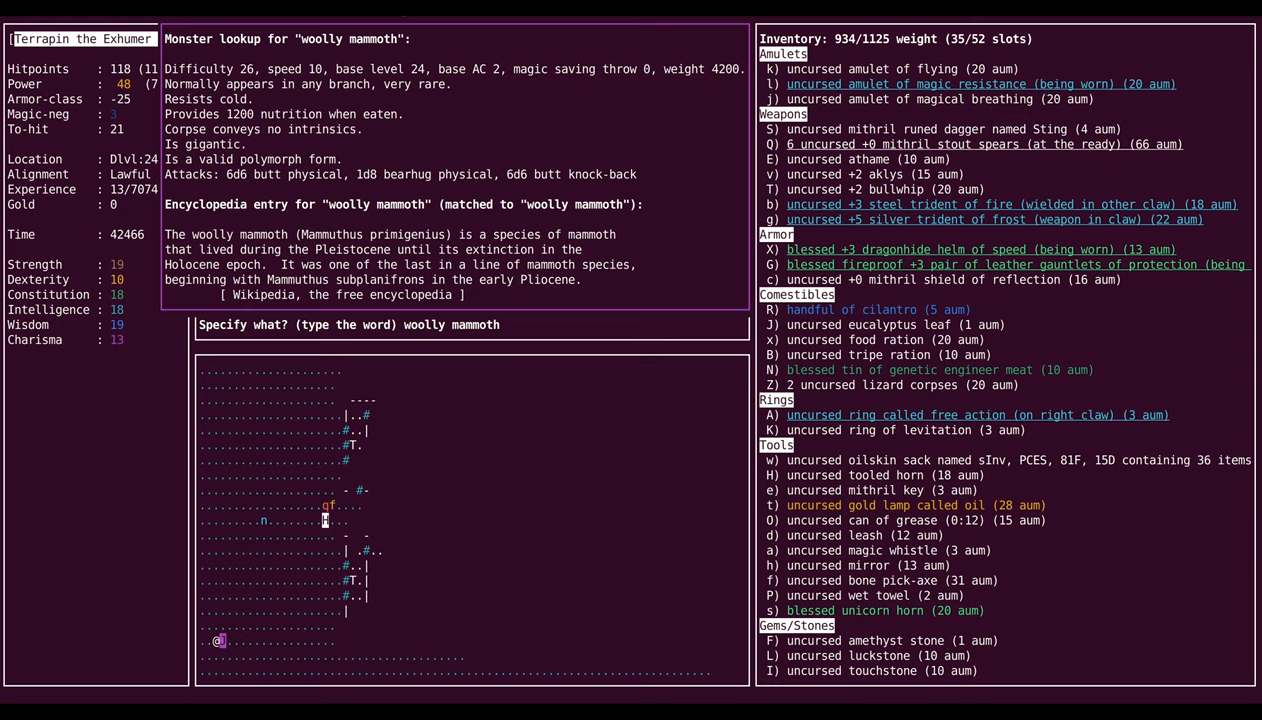 [Terrapin the Exhumer
Hitpoints : 118 (11
Power : 48 (7
Armor-class : -25
Magic-neg : 3
To-hit : 21
Location : Dlvl:24
Alignment : Lawful
Experience : 13/7074
Gold : 0
Time : 42466
Strength : 19
Dexterity : 10
Constitution : 18
Intelligence : 18
Wisdom : 19
Charisma : 13
Monster lookup for "woolly mammoth":
Difficulty 26, speed 10, base level 24, base AC 2, magic saving throw 0, weight 4200.
Normally appears in any branch, very rare.
Resists cold.
Provides 1200 nutrition when eaten.
Corpse conveys no intrinsics.
Is gigantic.
Is a valid polymorph form.
Attacks: 6d6 butt physical, 1d8 bearhug physical, 6d6 butt knock-back
Encyclopedia entry for "woolly mammoth" (matched to "woolly mammoth"):
The woolly mammoth (Mammuthus primigenius) is a species of mammoth
that lived during the Pleistocene until its extinction in the
Holocene epoch. It was one of the last in a line of mammoth species,
beginning with Mammuthus subplanifrons in the early Pliocene.
[ Wikipedia, the free encyclopedia ]
Specify what? (type the word) woolly mammoth
....................
...................
................... ----
....................|..#
....................#..|
....................#T.
....................#
....................
................... - #-
..................qf....
.........n........H...
................... - -
....................| .#..
....................#..|
....................#T.|
....................#..|
....................|
...................
..@]...............
.....................................
........................................................................
Inventory: 934/1125 weight (35/52 slots)
Amulets
k) uncursed amulet of flying (20 aum)
l) uncursed amulet of magic resistance (being worn) (20 aum)
j) uncursed amulet of magical breathing (20 aum)
Weapons
S) uncursed mithril runed dagger named Sting (4 aum)
Q) 6 uncursed +0 mithril stout spears (at the ready) (66 aum)
E) uncursed athame (10 aum)
v) uncursed +2 aklys (15 aum)
T) uncursed +2 bullwhip (20 aum)
b) uncursed +3 steel trident of fire (wielded in other claw) (18 aum)
g) uncursed +5 silver trident of frost (weapon in claw) (22 aum)
Armor
X) blessed +3 dragonhide helm of speed (being worn) (13 aum)
G) blessed fireproof +3 pair of leather gauntlets of protection (being
c) uncursed +0 mithril shield of reflection (16 aum)
Comestibles
R) handful of cilantro (5 aum)
J) uncursed eucalyptus leaf (1 aum)
x) uncursed food ration (20 aum)
B) uncursed tripe ration (10 aum)
N) blessed tin of genetic engineer meat (10 aum)
Z) 2 uncursed lizard corpses (20 aum)
Rings
A) uncursed ring called free action (on right claw) (3 aum)
K) uncursed ring of levitation (3 aum)
Tools
w) uncursed oilskin sack named sInv, PCES, 81F, 15D containing 36 items
H) uncursed tooled horn (18 aum)
e) uncursed mithril key (3 aum)
t) uncursed gold lamp called oil (28 aum)
O) uncursed can of grease (0:12) (15 aum)
d) uncursed leash (12 aum)
a) uncursed magic whistle (3 aum)
h) uncursed mirror (13 aum)
f) uncursed bone pick-axe (31 aum)
P) uncursed wet towel (2 aum)
s) blessed unicorn horn (20 aum)
Gems/Stones
F) uncursed amethyst stone (1 aum)
L) uncursed luckstone (10 aum)
I) uncursed touchstone (10 aum)